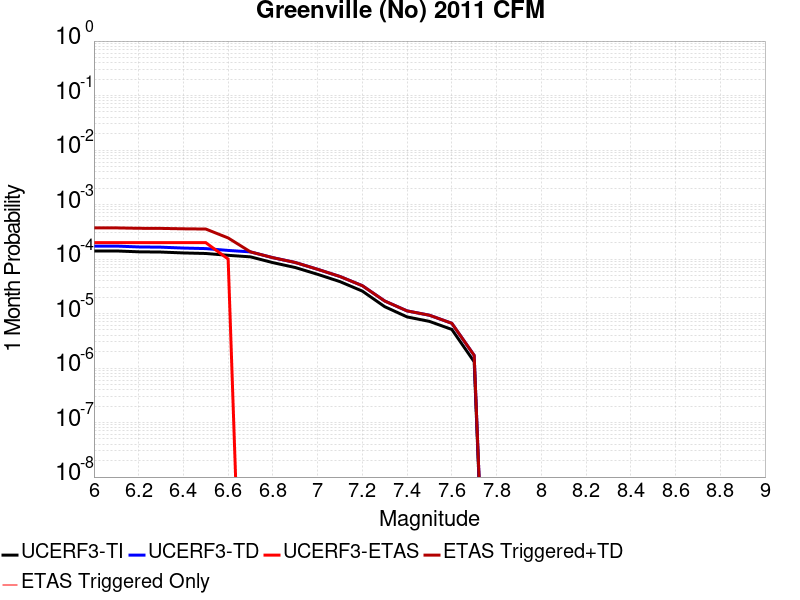 Greenville (No) 2011 CFM
10^0
10^-1
10^-2
10^-3
10^-4
10^-5
10^-6
10^-7
10^-8
1 Month Probability
6 6.2 6.4 6.6 6.8 7 7.2 7.4 7.6 7.8 8 8.2 8.4 8.6 8.8 9
Magnitude
UCERF3-TI UCERF3-TD UCERF3-ETAS ETAS Triggered+TD
ETAS Triggered Only